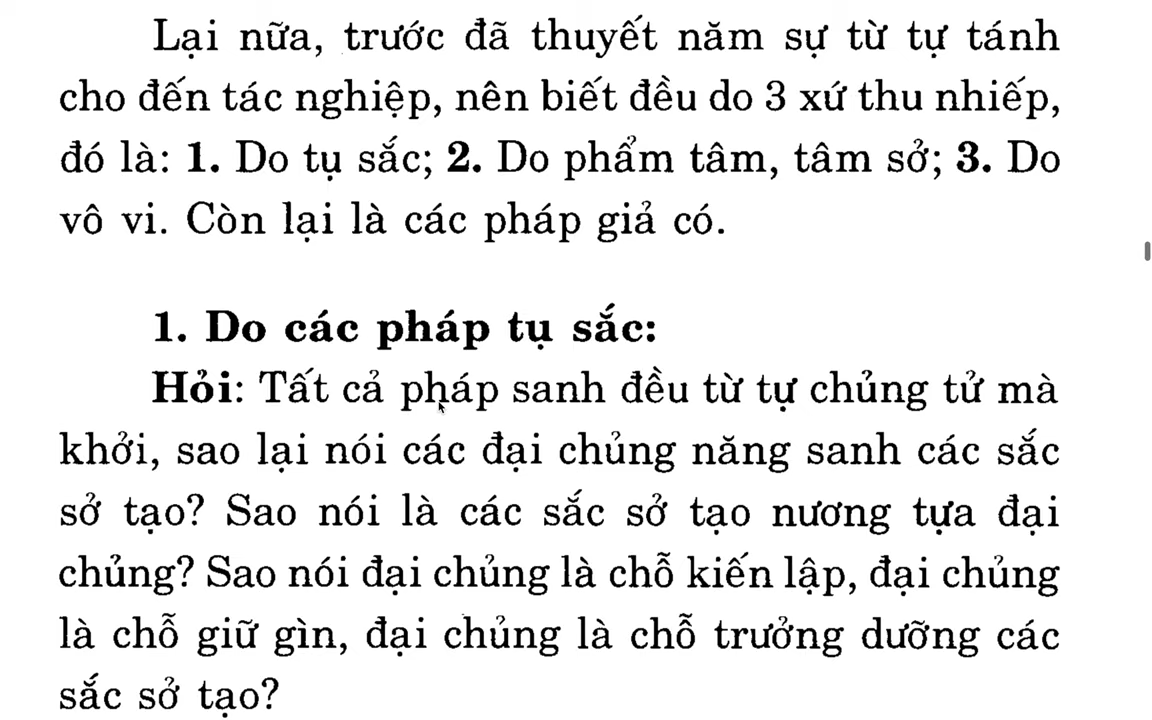 Lại nữa, trước đã thuyết năm sự từ tự tánh
cho đến tác nghiệp, nên biết đều do 3 xứ thu nhiếp,
đó là: 1. Do tụ sắc; 2. Do phẩm tâm, tâm sở; 3. Do
vô vi. Còn lại là các pháp giả có.
1. Do các pháp tụ sắc:
Hỏi: Tất cả pháp sanh đều từ tự chủng tử mà
khởi, sao lại nói các đại chủng năng sanh các sắc
sở tạo? Sao nói là các sắc sở tạo nương tựa đại
chủng? Sao nói đại chủng là chỗ kiến lập, đại chủng
là chỗ giữ gìn, đại chủng là chỗ trưởng dưỡng các
sắc sở tạo?